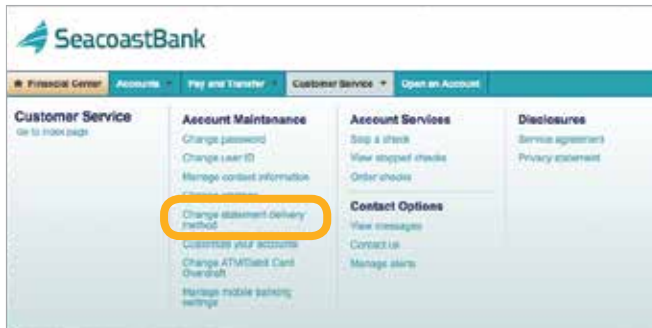 SeacoastBank
Financial Center Accounts Pay and Transfer Customer Service Open an Account
Customer Service
Go to index page
Account Maintenance
Change password
Change user ID
Manage contact information
Change statement delivery
method
Customize your accounts
Change ATM/Debit Card
Overdraft
Manage mobile banking
settings
Account Services
Stop a check
View stopped checks
Order checks
Contact Options
View messages
Contact us
Manage alerts
Disclosures
Service agreement
Privacy statement